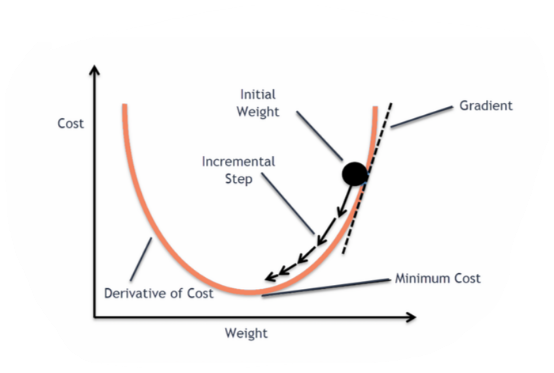 Initial
Weight
Gradient
Cost
Incremental
Step
Minimum Cost
Derivative of Cost
Weight